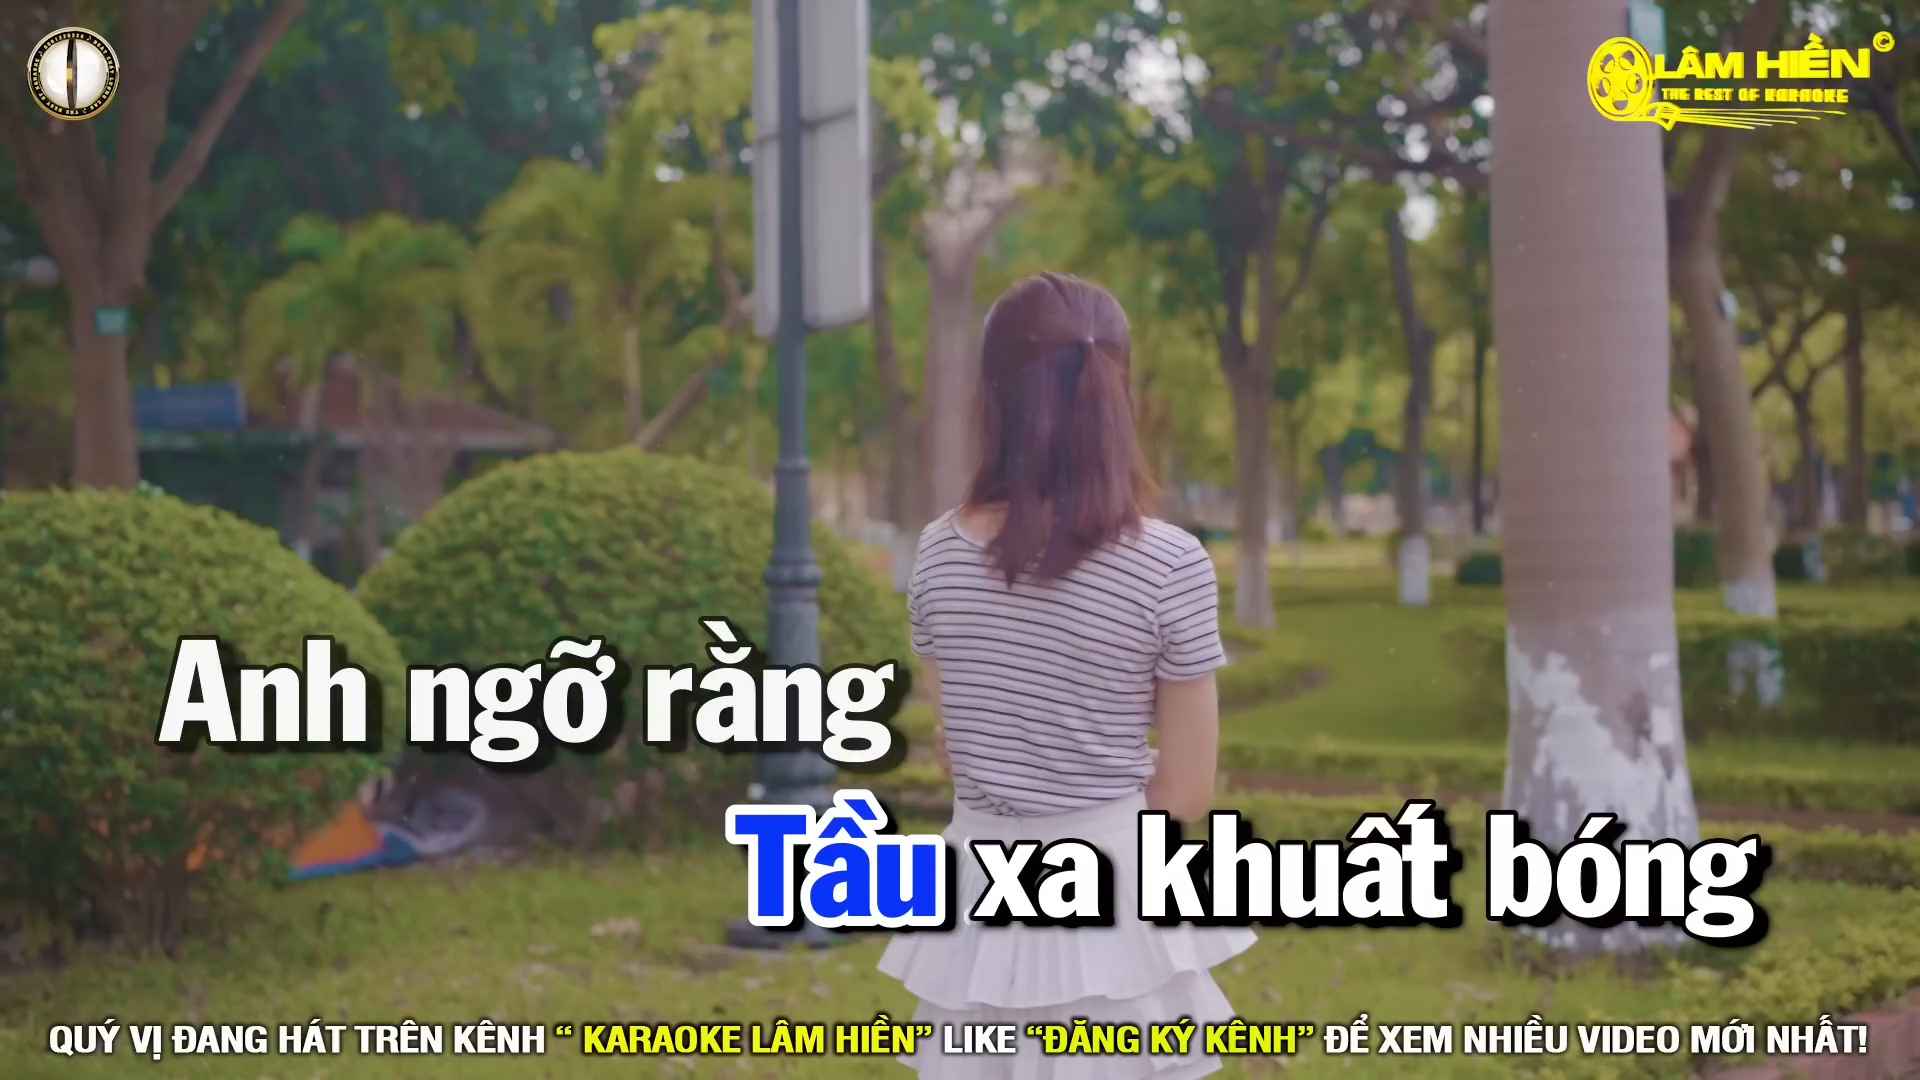 LÂM HIỀN ©
THE BEST OF KARAOKE
Anh ngỡ rằng
Tầu xa khuất bóng
QUÝ VỊ ĐANG HÁT TRÊN KÊNH “ KARAOKE LÂM HIỀN” LIKE “ĐĂNG KÝ KÊNH” ĐỂ XEM NHIỀU VIDEO MỚI NHẤT!